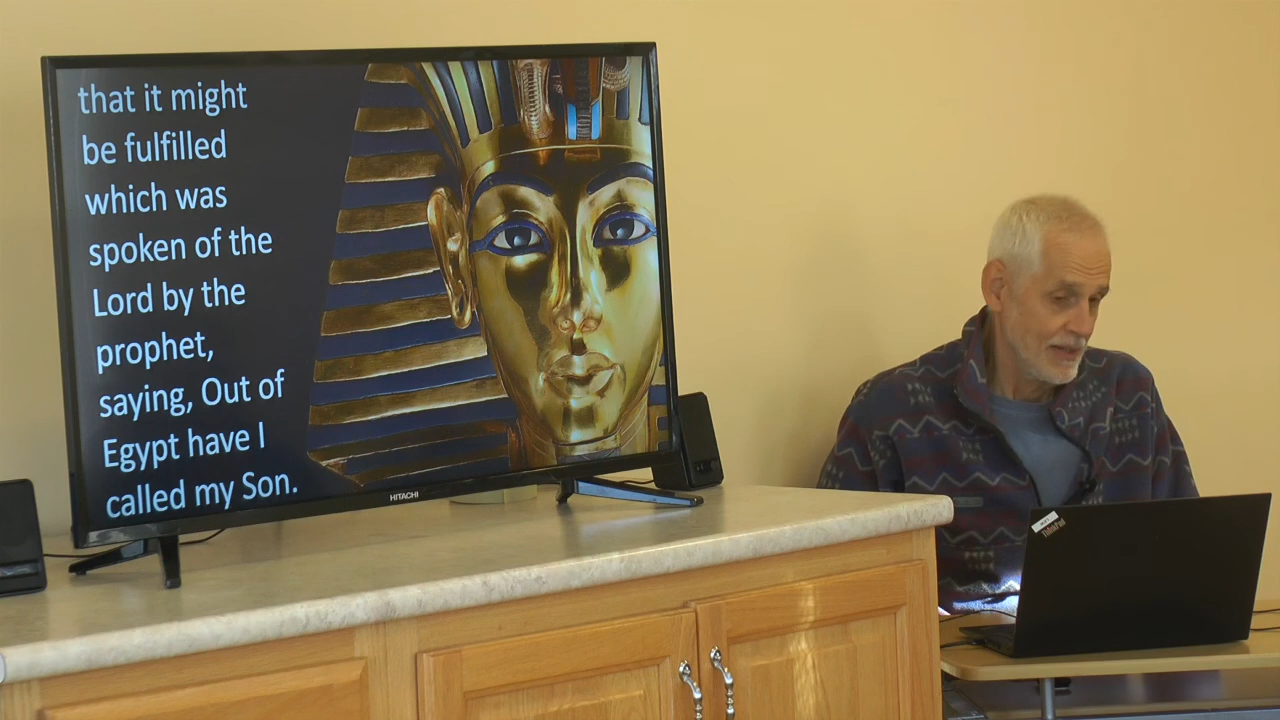 that it might
be fulfilled
which was
spoken of the
Lord by the
prophet,
saying, Out of
Egypt have I
called my Son.
HITACHI
ThinkPad